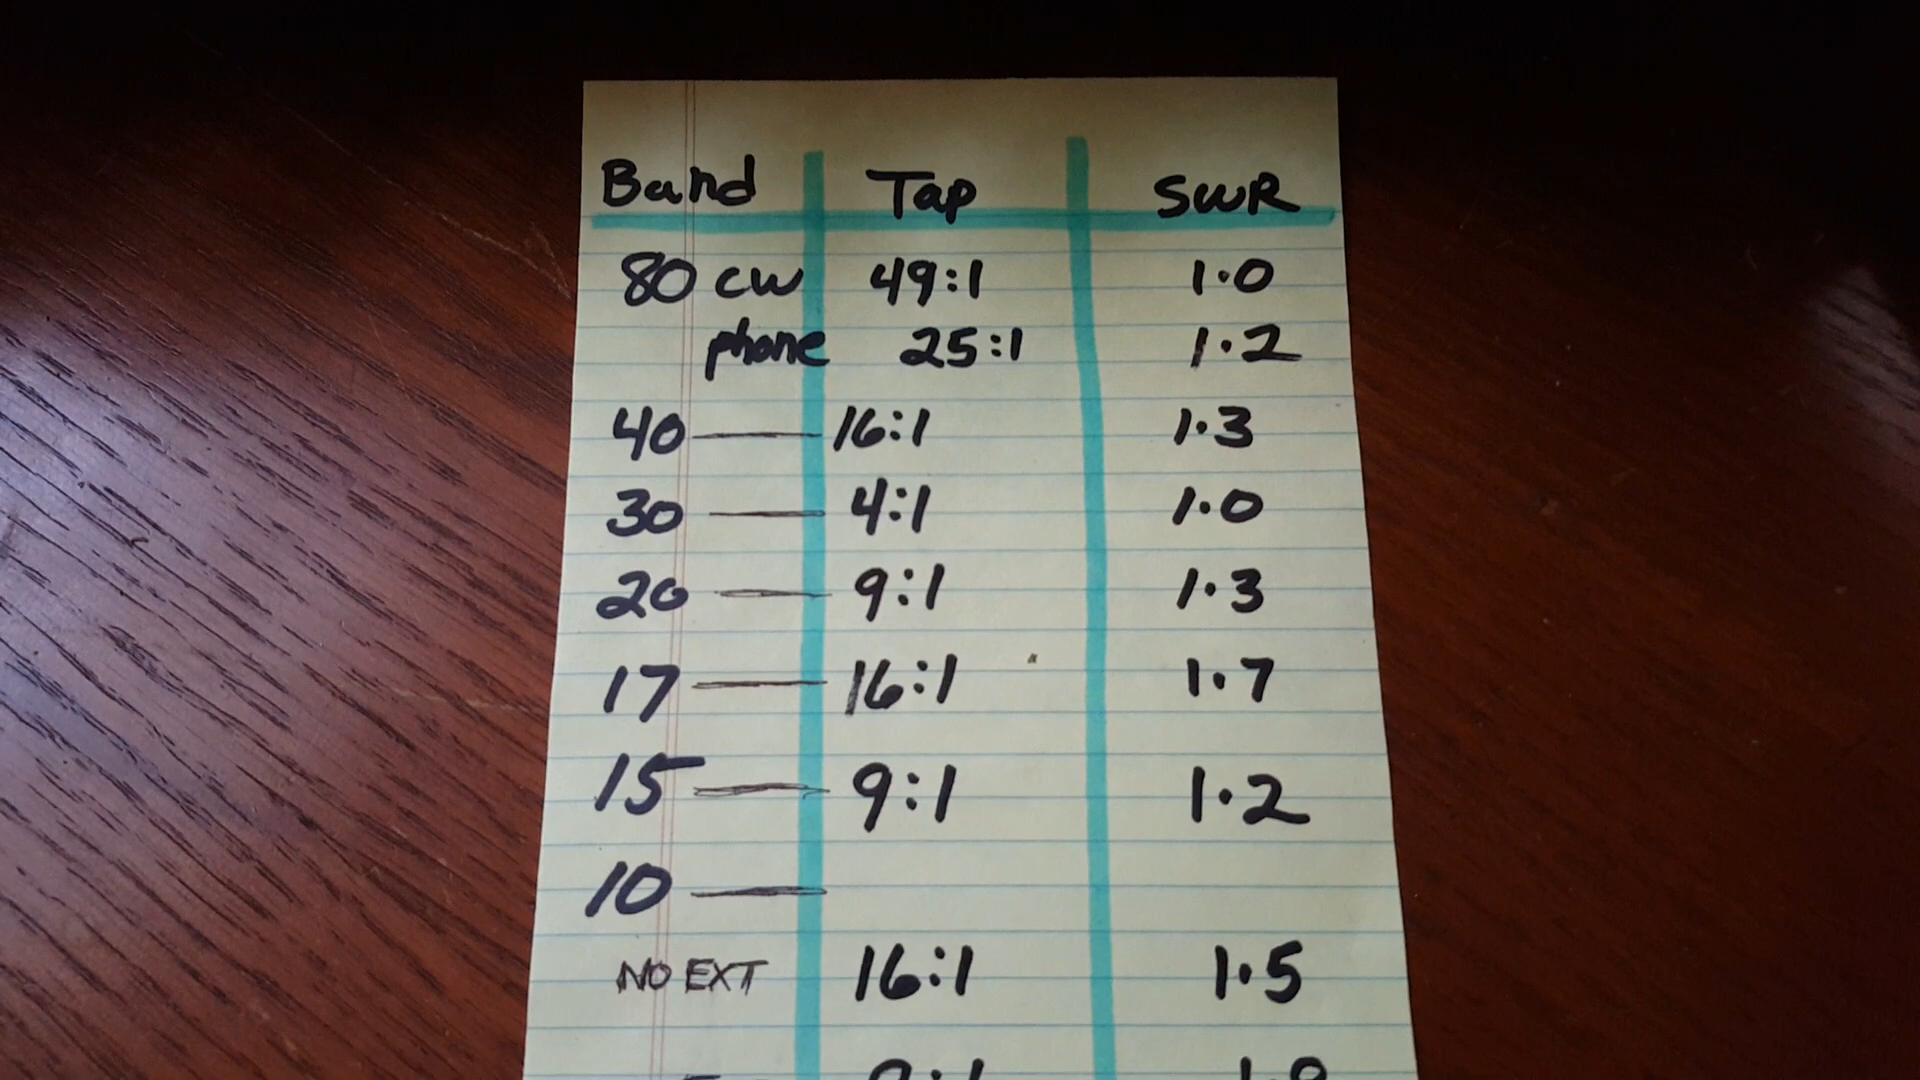 Band Tap SWR
80 cw 49:1 1.0
phone 25:1 1.2
40 16:1 1.3
30 4:1 1.0
20 9:1 1.3
17 16:1 1.7
15 9:1 1.2
10
NO EXT 16:1 1.5